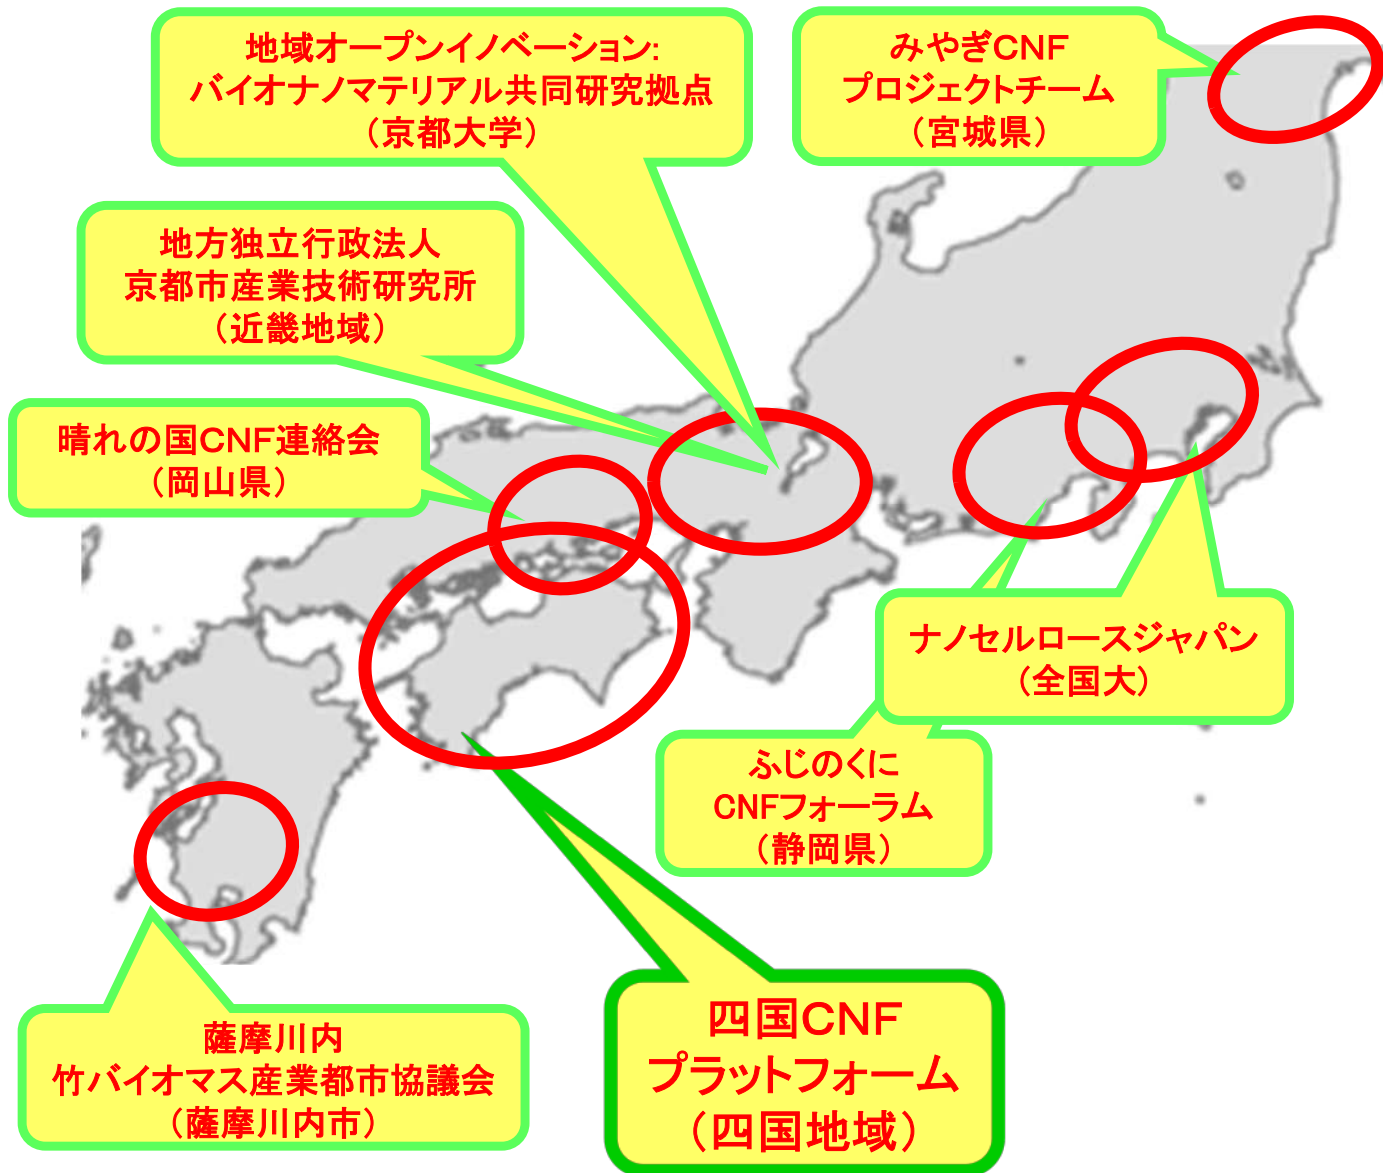 地域オープンイノベーション:
バイオナノマテリアル共同研究拠点
（京都大学）
みやぎCNF
プロジェクトチーム
（宮城県）
地方独立行政法人
京都市産業技術研究所
（近畿地域）
晴れの国CNF連絡会
（岡山県）
ナノセルロースジャパン
（全国大）
ふじのくに
CNFフォーラム
（静岡県）
四国CNF
プラットフォーム
（四国地域）
薩摩川内
竹バイオマス産業都市協議会
（薩摩川内市）